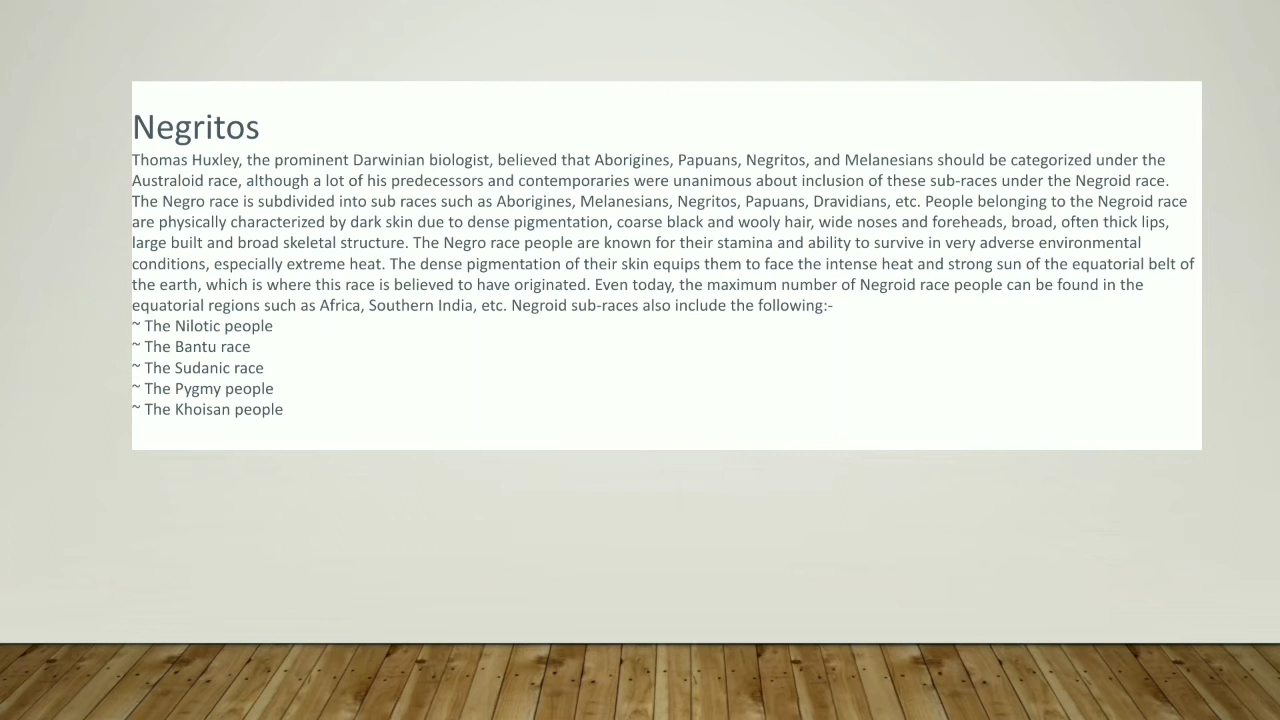 Negritos
Thomas Huxley, the prominent Darwinian biologist, believed that Aborigines, Papuans, Negritos, and Melanesians should be categorized under the
Australoid race, although a lot of his predecessors and contemporaries were unanimous about inclusion of these sub-races under the Negroid race.
The Negro race is subdivided into sub races such as Aborigines, Melanesians, Negritos, Papuans, Dravidians, etc. People belonging to the Negroid race
are physically characterized by dark skin due to dense pigmentation, coarse black and wooly hair, wide noses and foreheads, broad, often thick lips,
large built and broad skeletal structure. The Negro race people are known for their stamina and ability to survive in very adverse environmental
conditions, especially extreme heat. The dense pigmentation of their skin equips them to face the intense heat and strong sun of the equatorial belt of
the earth, which is where this race is believed to have originated. Even today, the maximum number of Negroid race people can be found in the
equatorial regions such as Africa, Southern India, etc. Negroid sub-races also include the following:-
~ The Nilotic people
~ The Bantu race
~ The Sudanic race
~ The Pygmy people
~ The Khoisan people